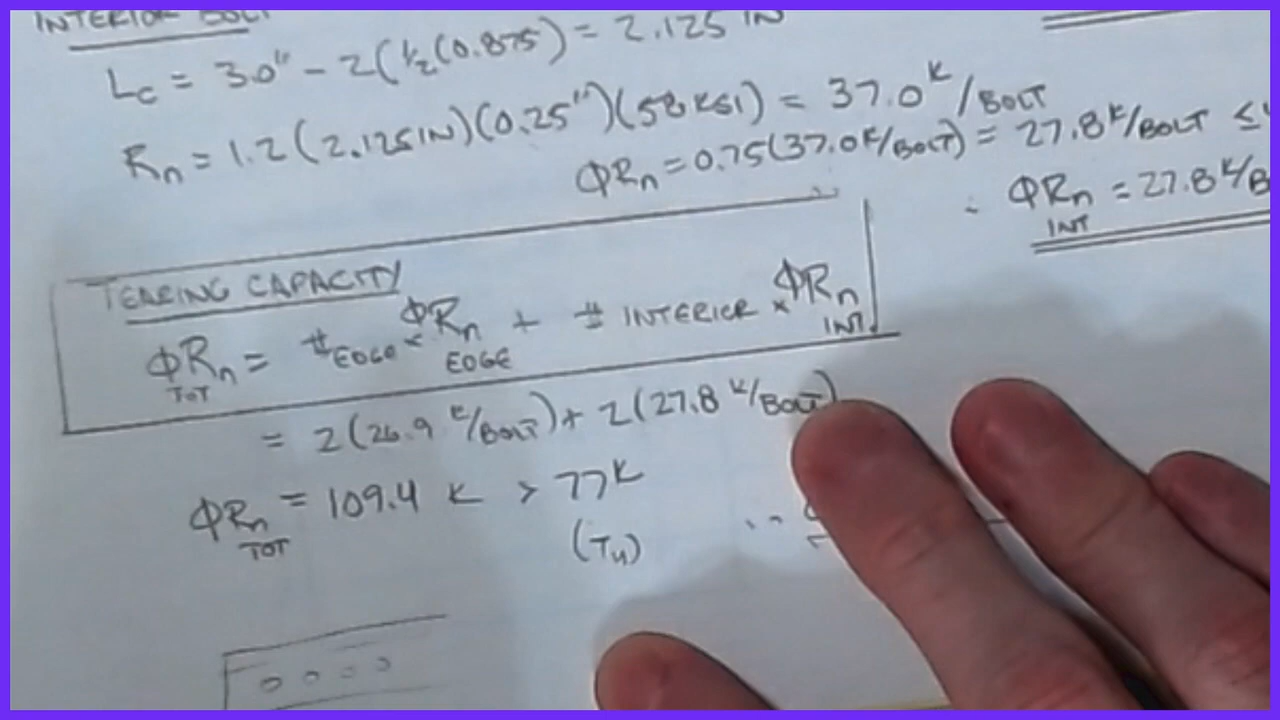 INTERIOR BOLT
Lc = 3.0" - 2(1/2(0.875) = 2.125 IN
Rn = 1.2(2.125IN)(0.25")(58KSI) = 37.0 K/BOLT
ΦRn = 0.75(37.0K/BOLT) = 27.8K/BOLT ≤
ΦRn INT = 27.8K/B
TEARING CAPACITY
ΦRn TOT = # EDGE × ΦRn EDGE + # INTERIOR × ΦRn INT
= 2(26.9 K/BOLT) + 2(27.8 K/BOLT)
ΦRn TOT = 109.4 K > 77K
(Tu)